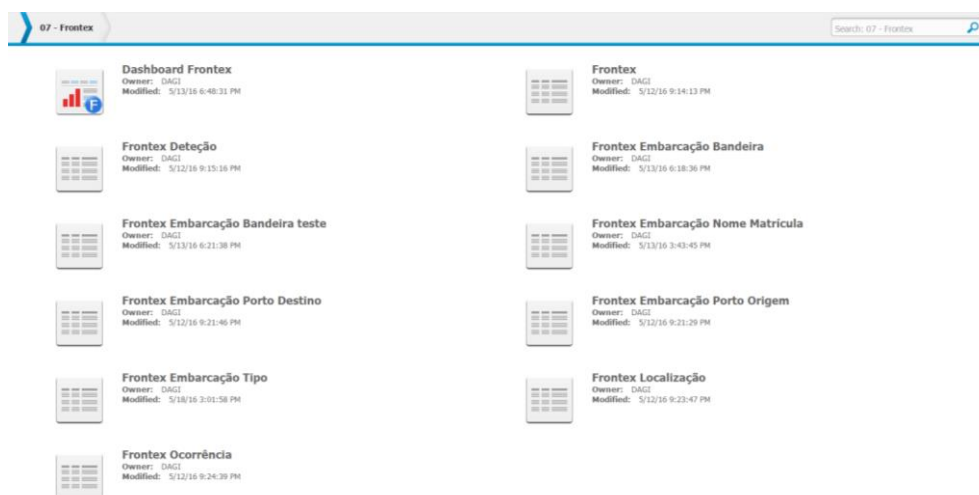 07 - Frontex
Search: 07 - Frontex
Dashboard Frontex
Owner: DAGI
Modified: 5/13/16 6:48:31 PM
F
Frontex
Owner: DAGI
Modified: 5/12/16 9:14:13 PM
Frontex Deteção
Owner: DAGI
Modified: 5/12/16 9:15:16 PM
Frontex Embarcação Bandeira
Owner: DAGI
Modified: 5/13/16 6:18:36 PM
Frontex Embarcação Bandeira teste
Owner: DAGI
Modified: 5/13/16 6:21:38 PM
Frontex Embarcação Nome Matrícula
Owner: DAGI
Modified: 5/13/16 3:43:45 PM
Frontex Embarcação Porto Destino
Owner: DAGI
Modified: 5/12/16 9:21:46 PM
Frontex Embarcação Porto Origem
Owner: DAGI
Modified: 5/12/16 9:21:29 PM
Frontex Embarcação Tipo
Owner: DAGI
Modified: 5/18/16 3:01:58 PM
Frontex Localização
Owner: DAGI
Modified: 5/12/16 9:23:47 PM
Frontex Ocorrência
Owner: DAGI
Modified: 5/12/16 9:24:39 PM